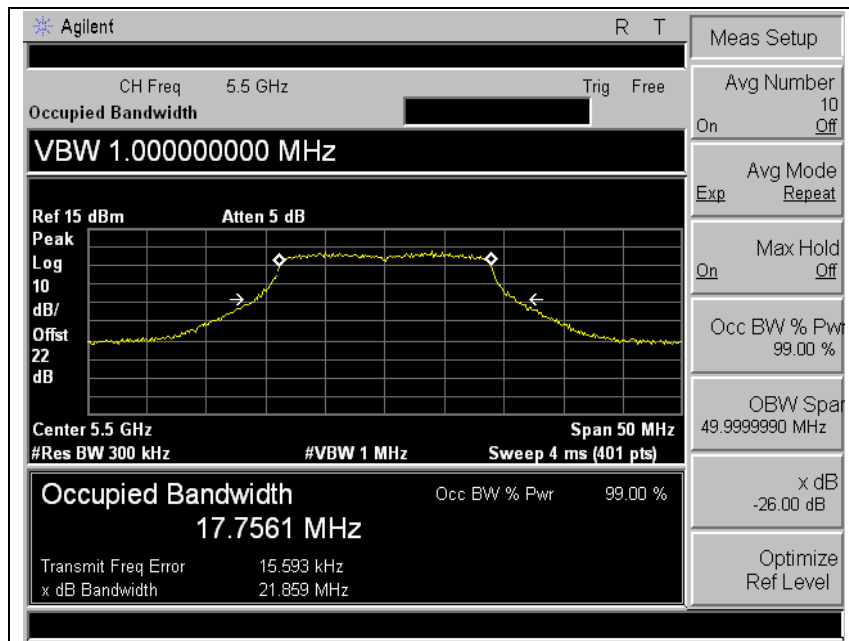 Agilent R T
CH Freq 5.5 GHz Trig Free
Occupied Bandwidth
VBW 1.000000000 MHz
Ref 15 dBm Atten 5 dB
Peak
Log
10
dB/
Offst
22
dB
Center 5.5 GHz Span 50 MHz
#Res BW 300 kHz #VBW 1 MHz Sweep 4 ms (401 pts)
Occupied Bandwidth Occ BW % Pwr 99.00 %
17.7561 MHz
Transmit Freq Error 15.593 kHz
x dB Bandwidth 21.859 MHz
Meas Setup
Avg Number
10
On Off
Avg Mode
Exp Repeat
Max Hold
On Off
Occ BW % Pwr
99.00 %
OBW Spar
49.9999990 MHz
x dB
-26.00 dB
Optimize
Ref Level